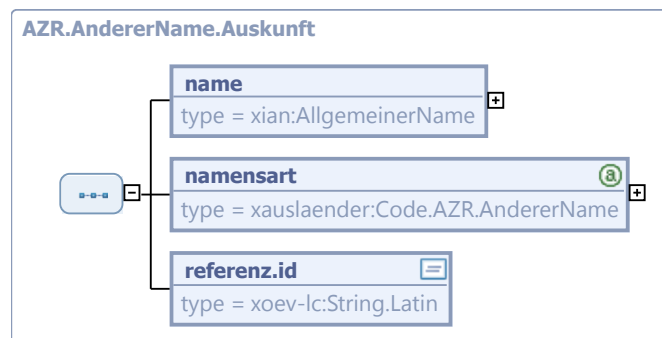 AZR.AndererName.Auskunft
name
type = xian:AllgemeinerName
namensart
type = xauslaender:Code.AZR.AndererName
referenz.id
type = xoev-lc:String.Latin